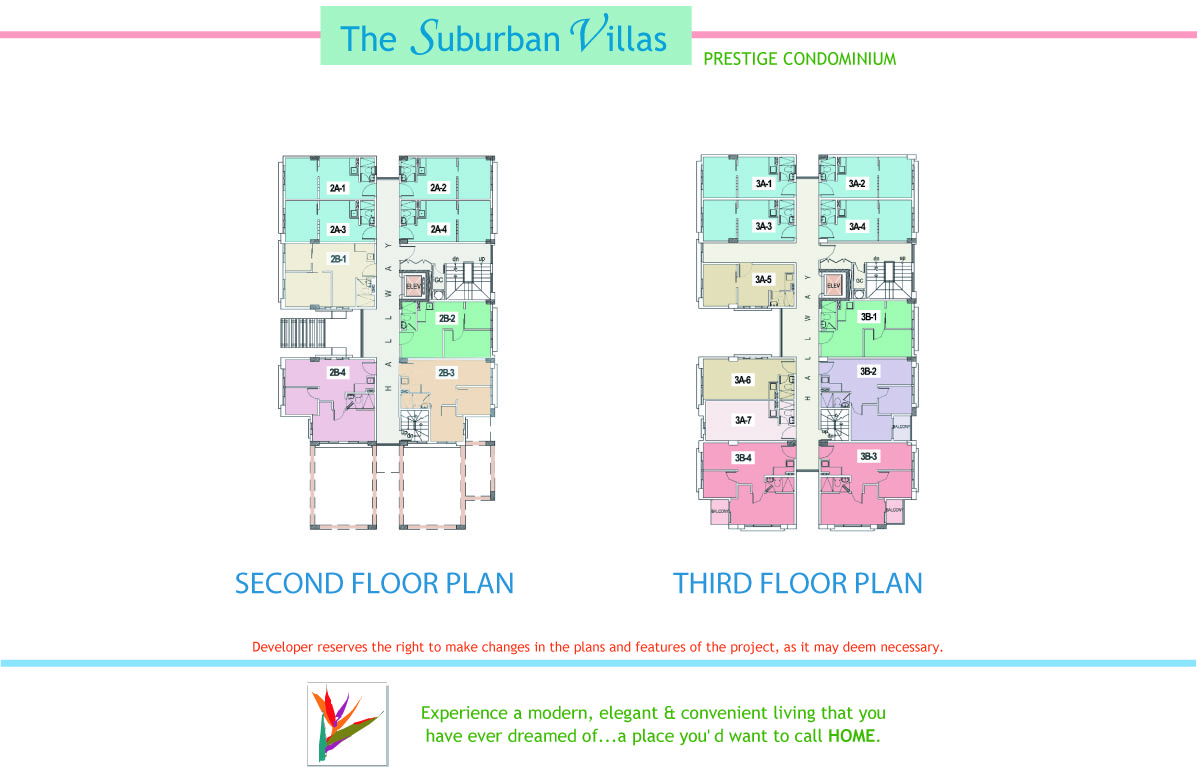 The Suburban Villas
PRESTIGE CONDOMINIUM
2A-1
2A-2
2A-3
2A-4
2B-1
dn
up
ELEV
GC
HALLWAY
2B-2
2B-4
2B-3
up
dn
3A-1
3A-2
3A-3
3A-4
dn
up
3A-5
ELEV
GC
HALLWAY
3B-1
3A-6
3B-2
3A-7
up
dn
BALCONY
3B-4
3B-3
BALCONY
BALCONY
SECOND FLOOR PLAN
THIRD FLOOR PLAN
Developer reserves the right to make changes in the plans and features of the project, as it may deem necessary.
Experience a modern, elegant & convenient living that you
have ever dreamed of...a place you'd want to call HOME.